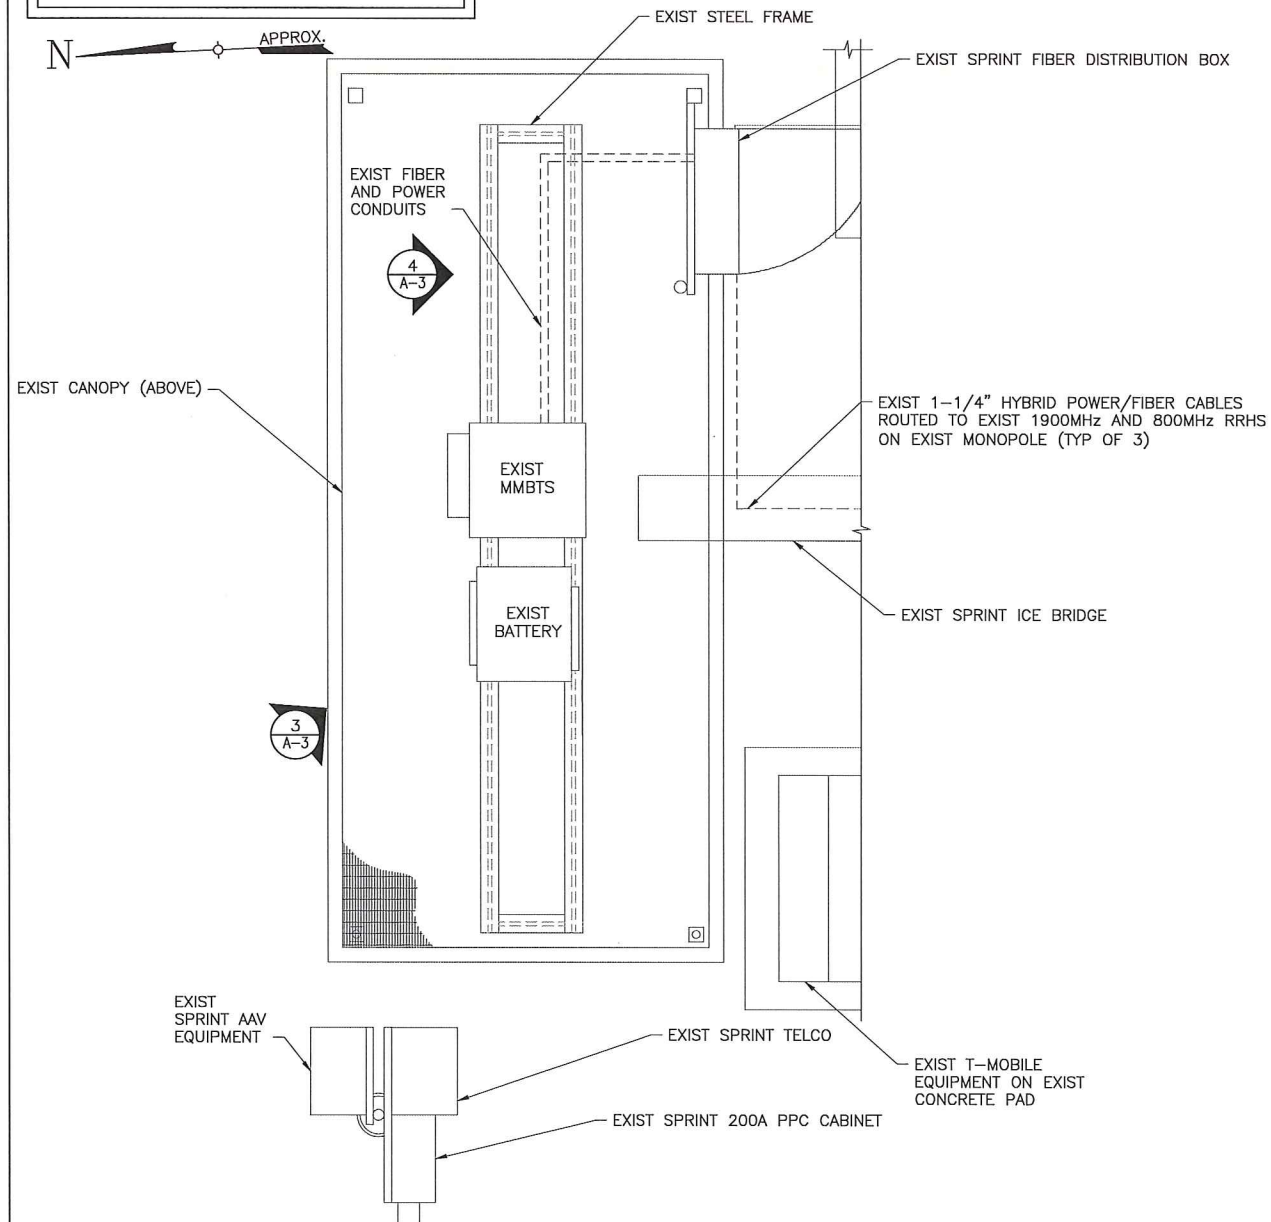 EXIST STEEL FRAME
N
APPROX.
EXIST SPRINT FIBER DISTRIBUTION BOX
EXIST FIBER
AND POWER
CONDUITS
4
A-3
EXIST CANOPY (ABOVE)
EXIST 1-1/4" HYBRID POWER/FIBER CABLES
ROUTED TO EXIST 1900MHz AND 800MHz RRHS
ON EXIST MONOPOLE (TYP OF 3)
EXIST
MMBTS
EXIST
BATTERY
EXIST SPRINT ICE BRIDGE
3
A-3
EXIST
SPRINT AAV
EQUIPMENT
EXIST SPRINT TELCO
EXIST T-MOBILE
EQUIPMENT ON EXIST
CONCRETE PAD
EXIST SPRINT 200A PPC CABINET